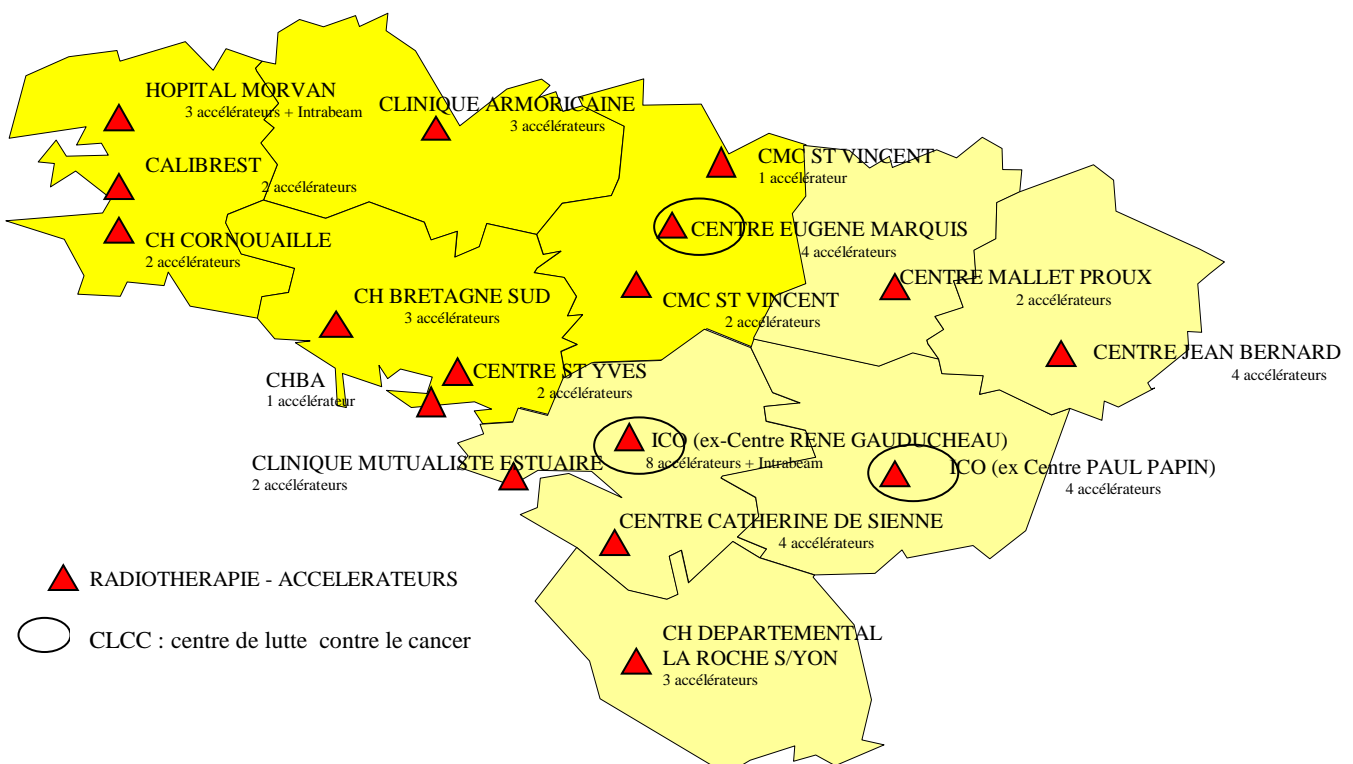 HOPITAL MORVAN
3 accélérateurs + Intrabeam
CLINIQUE ARMORICAINE
3 accélérateurs
CMC ST VINCENT
1 accélérateur
CALIBREST
2 accélérateurs
CH CORNOUAILLE
2 accélérateurs
CENTRE EUGENE MARQUIS
4 accélérateurs
CENTRE MALLET PROUX
2 accélérateurs
CH BRETAGNE SUD
3 accélérateurs
CMC ST VINCENT
2 accélérateurs
CENTRE JEAN BERNARD
4 accélérateurs
CHBA
1 accélérateur
CENTRE ST YVES
2 accélérateurs
ICO (ex-Centre RENE GAUDUCHEAU)
8 accélérateurs + Intrabeam
CLINIQUE MUTUALISTE ESTUAIRE
2 accélérateurs
ICO (ex Centre PAUL PAPIN)
4 accélérateurs
CENTRE CATHERINE DE SIENNE
4 accélérateurs
RADIOTHERAPIE - ACCELERATEURS
CLCC : centre de lutte contre le cancer
CH DEPARTEMENTAL
LA ROCHE S/YON
3 accélérateurs